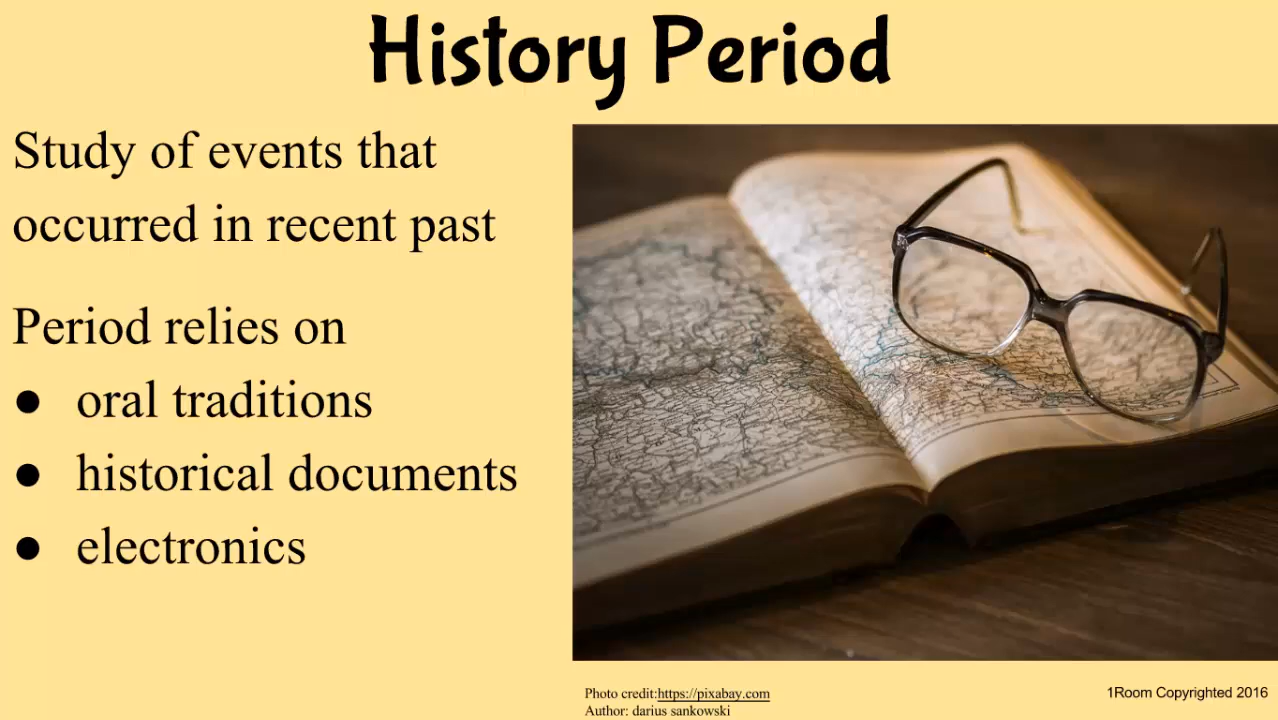 History Period
Study of events that
occurred in recent past
Period relies on
● oral traditions
● historical documents
● electronics
Photo credit:https://pixabay.com
Author: darius sankowski
1Room Copyrighted 2016